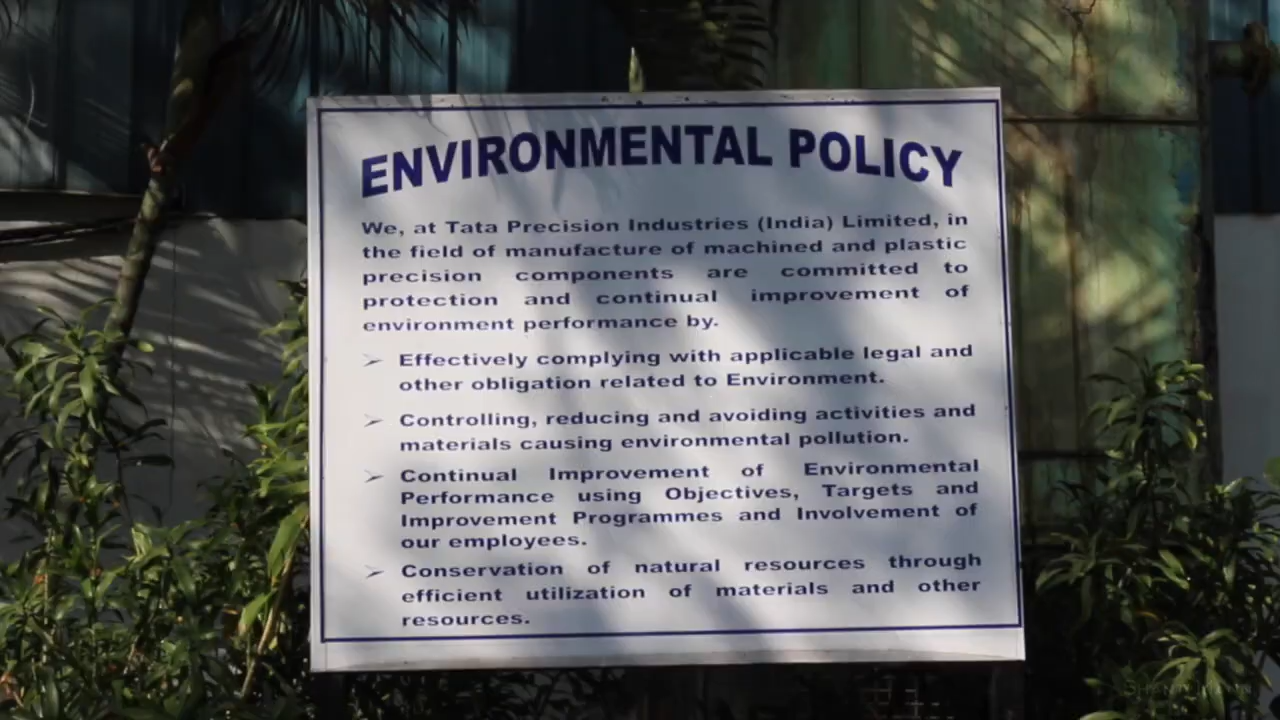 ENVIRONMENTAL POLICY
We, at Tata Precision Industries (India) Limited, in
the field of manufacture of machined and plastic
precision components are committed to
protection and continual improvement of
environment performance by.
➢ Effectively complying with applicable legal and
other obligation related to Environment.
➢ Controlling, reducing and avoiding activities and
materials causing environmental pollution.
➢ Continual Improvement of Environmental
Performance using Objectives, Targets and
Improvement Programmes and Involvement of
our employees.
➢ Conservation of natural resources through
efficient utilization of materials and other
resources.